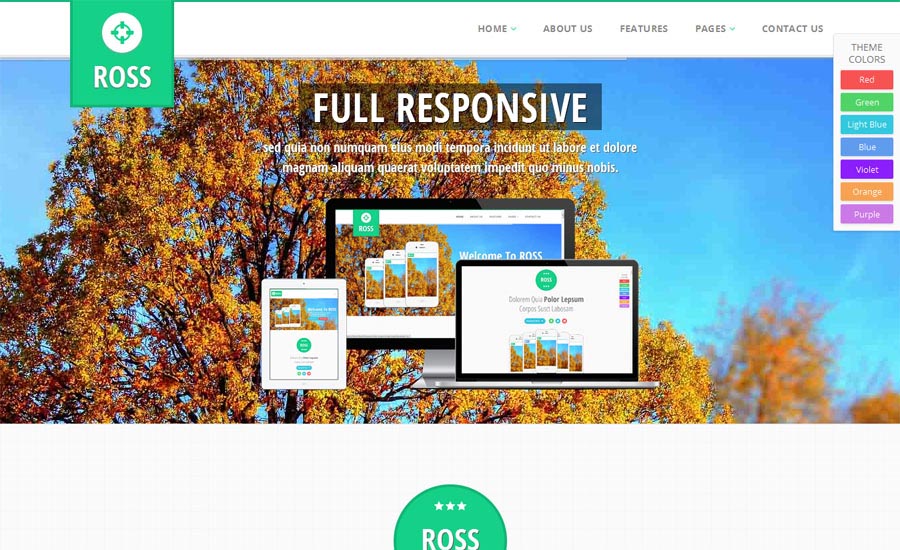 HOME
ABOUT US
FEATURES
PAGES
CONTACT US
ROSS
THEME
COLORS
Red
Green
Light Blue
Blue
Violet
Orange
Purple
FULL RESPONSIVE
sed quia non numquam eius modi tempora incidunt ut labore et dolore
magnam aliquam quaerat voluptatem impedit quo minus nobis.
ROSS
Welcome To ROSS
ROSS
Dolorem Quia Polor Lepsum
Corpos Suset Labosam
ROSS